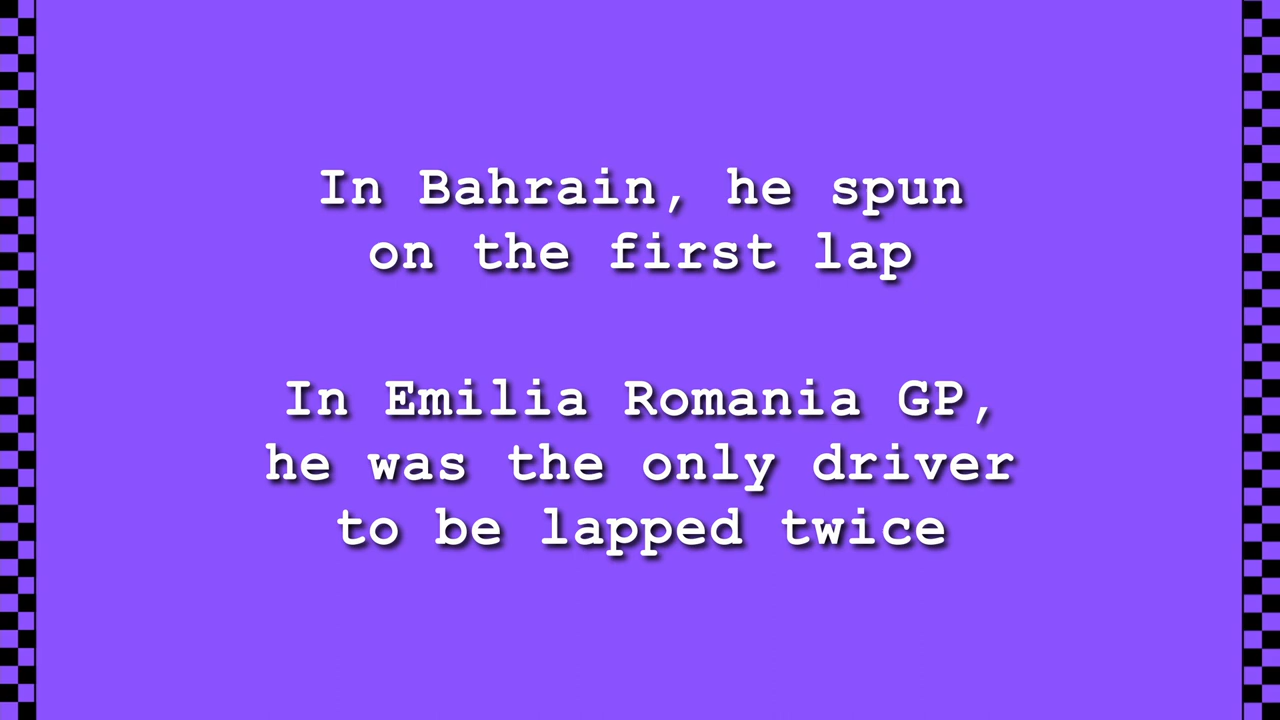 In Bahrain, he spun
on the first lap
In Emilia Romania GP,
he was the only driver
to be lapped twice